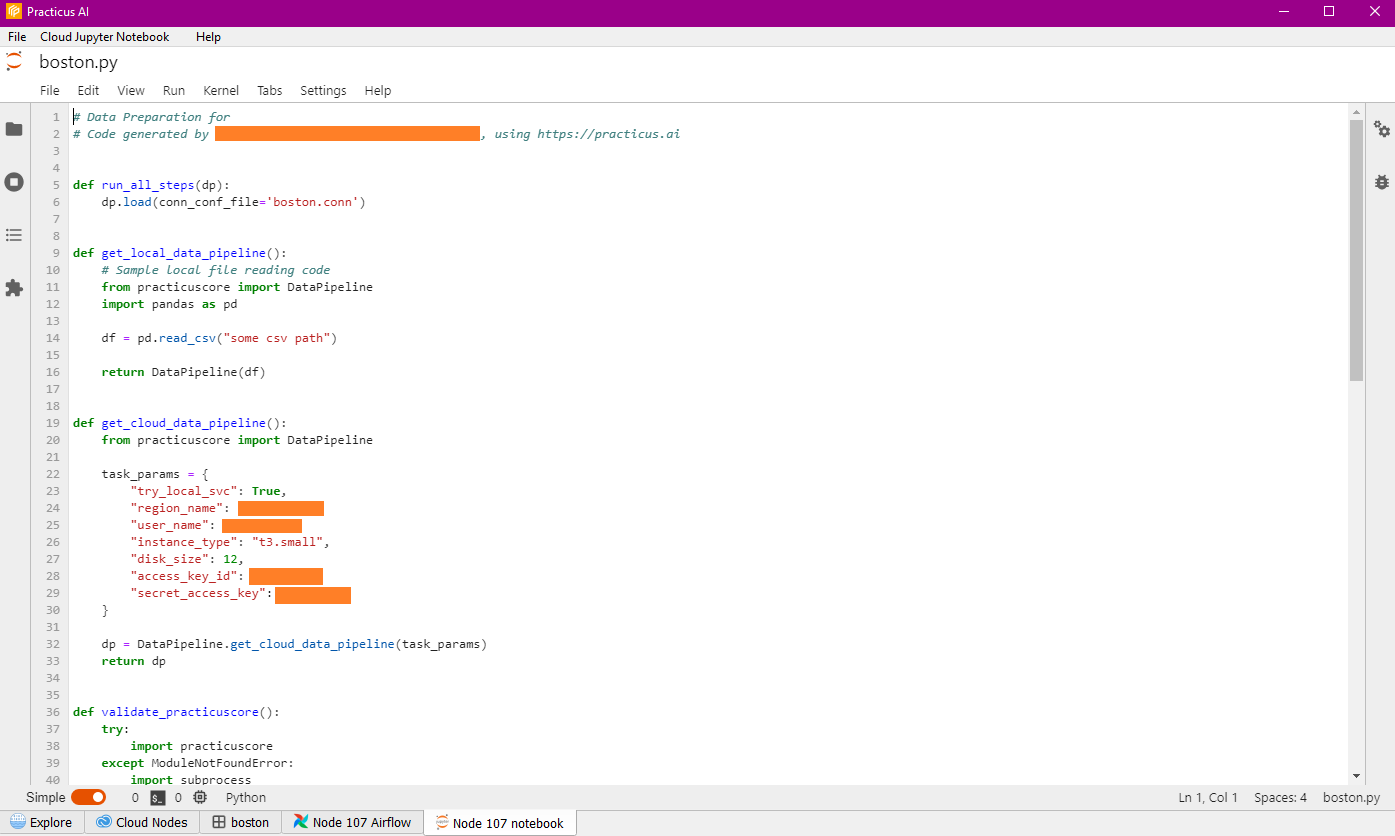 Practicus AI
File Cloud Jupyter Notebook Help
boston.py
File Edit View Run Kernel Tabs Settings Help
1 # Data Preparation for
2 # Code generated by , using https://practicus.ai
3
4
5 def run_all_steps(dp):
6 dp.load(conn_conf_file='boston.conn')
7
8
9 def get_local_data_pipeline():
10 # Sample local file reading code
11 from practicuscore import DataPipeline
12 import pandas as pd
13
14 df = pd.read_csv("some csv path")
15
16 return DataPipeline(df)
17
18
19 def get_cloud_data_pipeline():
20 from practicuscore import DataPipeline
21
22 task_params = {
23 "try_local_svc": True,
24 "region_name":
25 "user_name":
26 "instance_type": "t3.small",
27 "disk_size": 12,
28 "access_key_id":
29 "secret_access_key":
30 }
31
32 dp = DataPipeline.get_cloud_data_pipeline(task_params)
33 return dp
34
35
36 def validate_practicuscore():
37 try:
38 import practicuscore
39 except ModuleNotFoundError:
40 import subprocess
Simple 0 $_ 0 Python Ln 1, Col 1 Spaces: 4 boston.py
Explore Cloud Nodes boston Node 107 Airflow Node 107 notebook